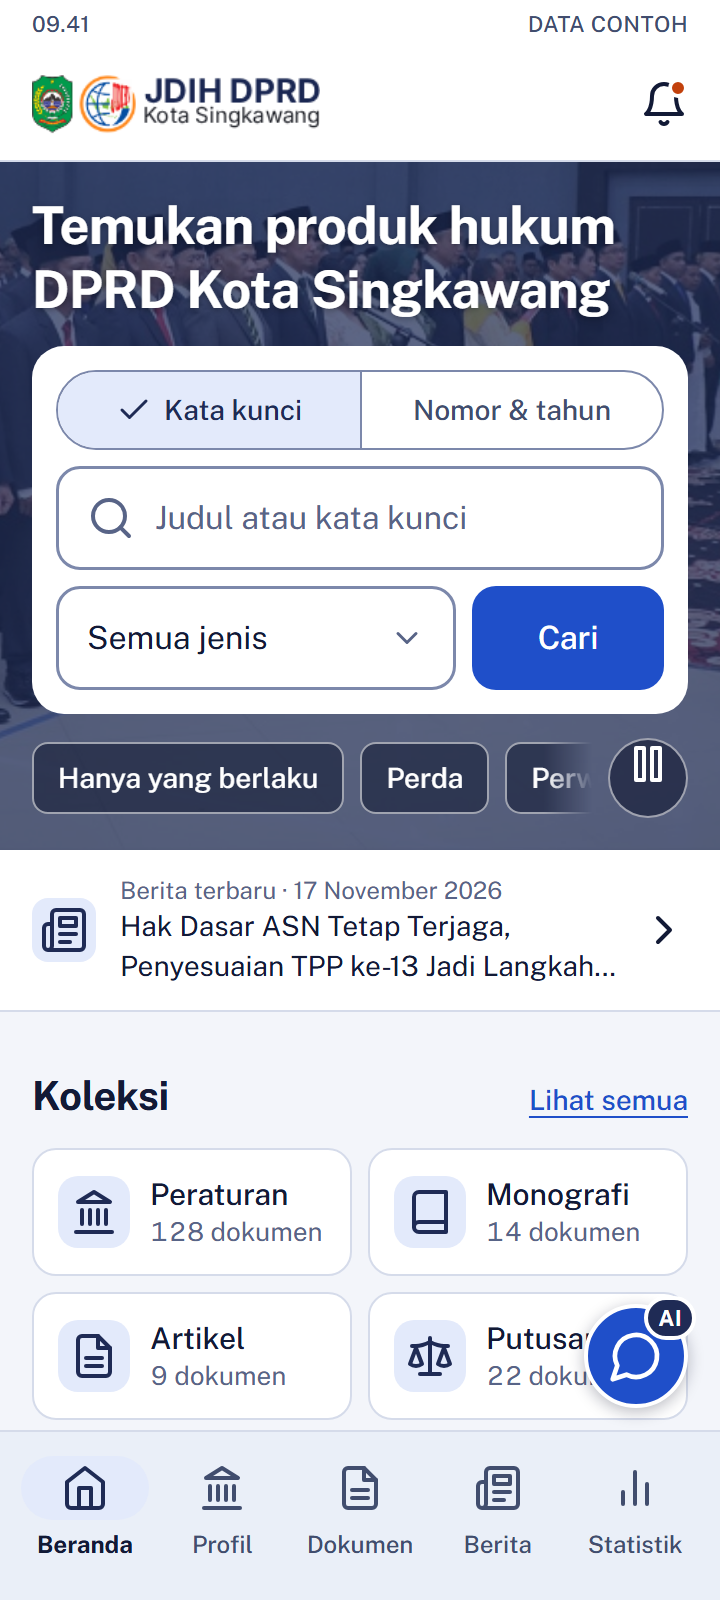 09.41
DATA CONTOH
JDIH DPRD
Kota Singkawang
Temukan produk hukum
DPRD Kota Singkawang
Kata kunci
Nomor & tahun
Judul atau kata kunci
Semua jenis
Cari
Hanya yang berlaku
Perda
Berita terbaru · 17 November 2026
Hak Dasar ASN Tetap Terjaga,
Penyesuaian TPP ke-13 Jadi Langkah...
Koleksi
Lihat semua
Peraturan
128 dokumen
Monografi
14 dokumen
Artikel
9 dokumen
22
AI
Beranda
Profil
Dokumen
Berita
Statistik